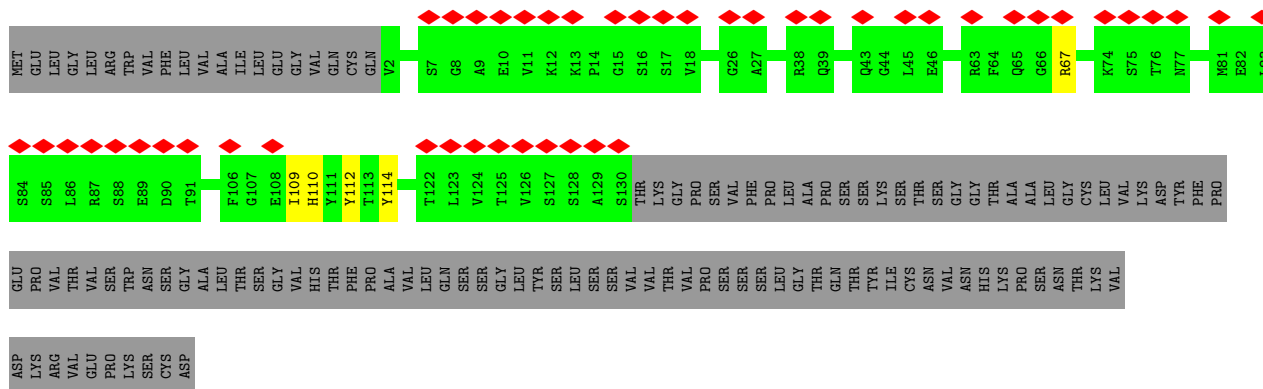 MET GLU LEU GLY LEU ARG TRP VAL PHE LEU VAL ALA ILE LEU GLU GLY VAL GLN CYS GLN V2 S7 G8 A9 E10 V11 K12 K13 P14 G15 S16 S17 V18 G26 A27 R38 Q39 Q43 G44 L45 E46 R63 F64 Q65 G66 R67 K74 S75 T76 N77 M81 E82
S84 S85 L86 R87 S88 E89 D90 T91 F106 G107 E108 I109 H110 Y111 Y112 T113 Y114 T122 L123 V124 T125 V126 S127 S128 A129 S130 THR LYS GLY PRO SER VAL PHE PRO LEU ALA PRO SER SER LYS SER THR SER GLY GLY THR ALA ALA LEU GLY CYS LEU VAL LYS ASP TYR PHE PRO
GLU PRO VAL THR VAL SER TRP ASN SER GLY ALA LEU THR SER GLY VAL HIS THR PHE PRO ALA VAL LEU GLN SER SER GLY LEU TYR SER LEU SER SER VAL VAL THR VAL PRO SER SER SER LEU GLY THR GLN THR TYR ILE CYS ASN VAL ASN HIS LYS PRO SER ASN THR LYS VAL
ASP LYS ARG VAL GLU PRO LYS SER CYS ASP